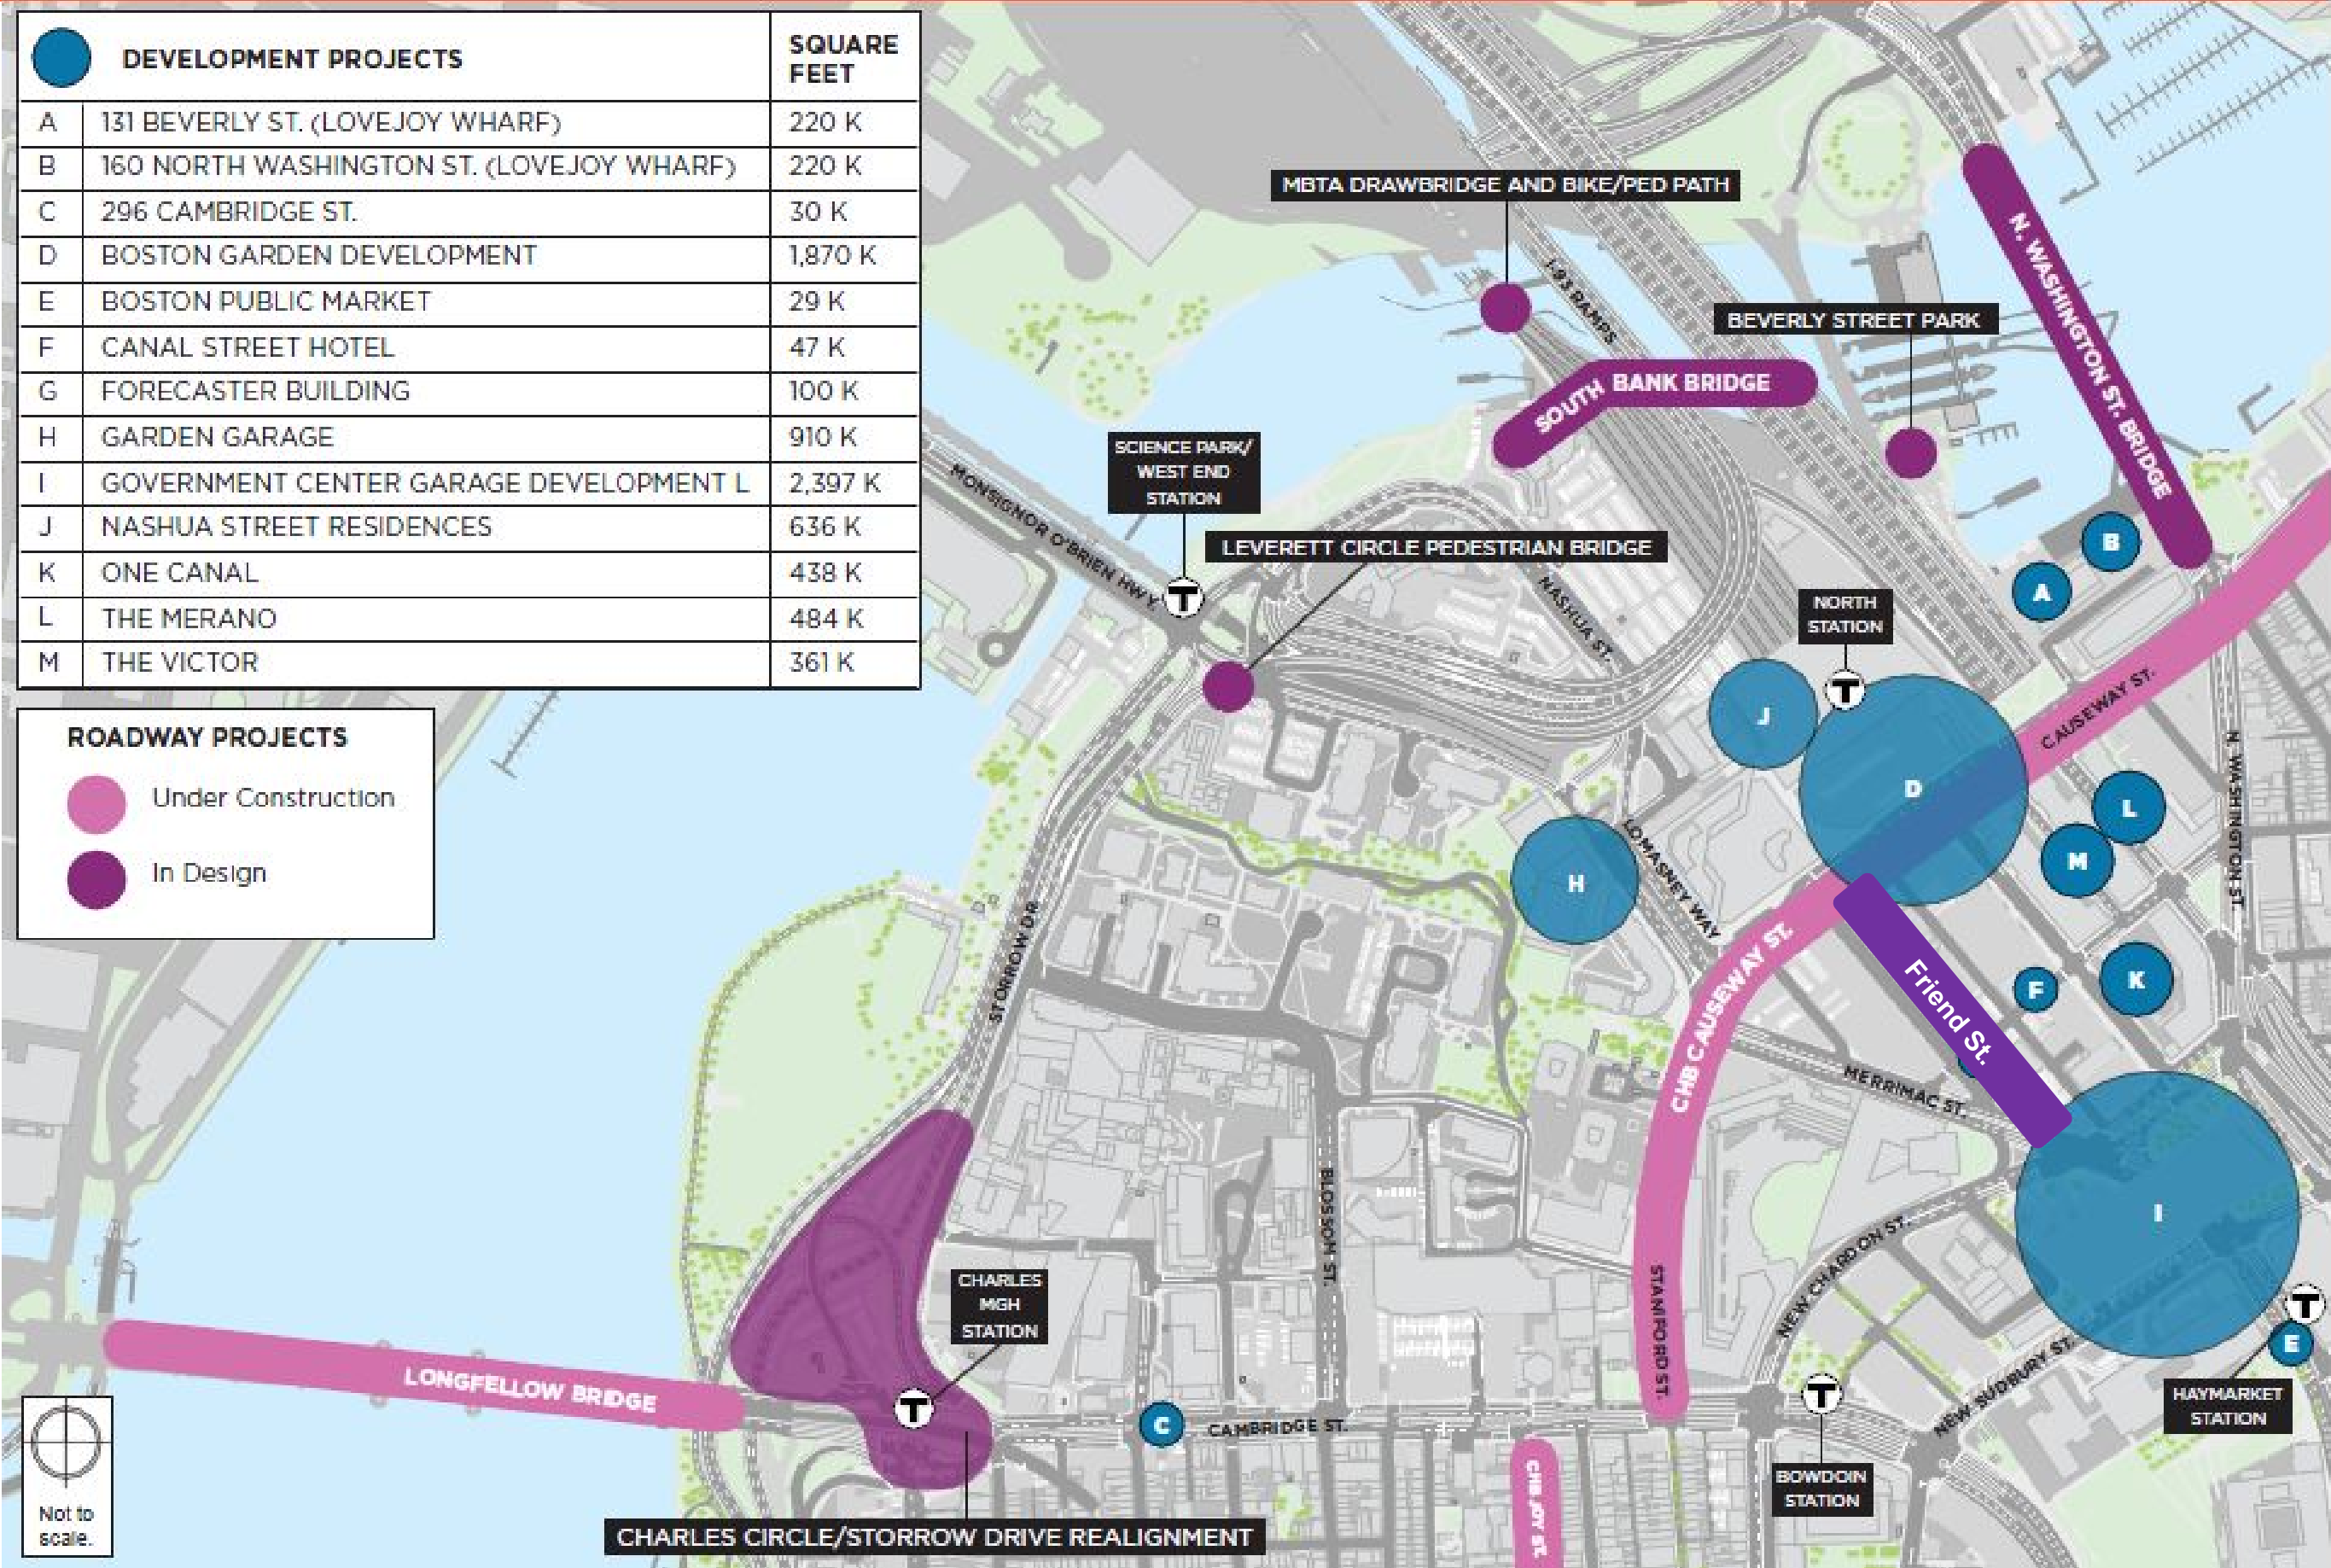 DEVELOPMENT PROJECTS
SQUARE
FEET
A 131 BEVERLY ST. (LOVEJOY WHARF) 220 K
B 160 NORTH WASHINGTON ST. (LOVEJOY WHARF) 220 K
C 296 CAMBRIDGE ST. 30 K
D BOSTON GARDEN DEVELOPMENT 1,870 K
E BOSTON PUBLIC MARKET 29 K
F CANAL STREET HOTEL 47 K
G FORECASTER BUILDING 100 K
H GARDEN GARAGE 910 K
I GOVERNMENT CENTER GARAGE DEVELOPMENT L 2,397 K
J NASHUA STREET RESIDENCES 636 K
K ONE CANAL 438 K
L THE MERANO 484 K
M THE VICTOR 361 K
ROADWAY PROJECTS
Under Construction
In Design
MBTA DRAWBRIDGE AND BIKE/PED PATH
I-93 RAMPS
N. WASHINGTON ST. BRIDGE
BEVERLY STREET PARK
SOUTH BANK BRIDGE
SCIENCE PARK/
WEST END
STATION
MONSIGNOR O'BRIEN HWY.
T
LEVERETT CIRCLE PEDESTRIAN BRIDGE
NASHUA ST.
B
A
NORTH
STATION
T
J
D
CAUSEWAY ST.
N. WASHINGTON ST.
L
M
H
LOMASNEY WAY
STORROW DR.
CHB CAUSEWAY ST.
Friend St.
F
K
MERRIMAC ST.
BLOSSOM ST.
I
NEW CHARDON ST.
STANIFORD ST.
CHARLES
MGH
STATION
T
T
E
NEW SUDBURY ST.
LONGFELLOW BRIDGE
T
C
CAMBRIDGE ST.
HAYMARKET
STATION
BOWDOIN
STATION
CHB JOY ST.
CHARLES CIRCLE/STORROW DRIVE REALIGNMENT
Not to
scale.